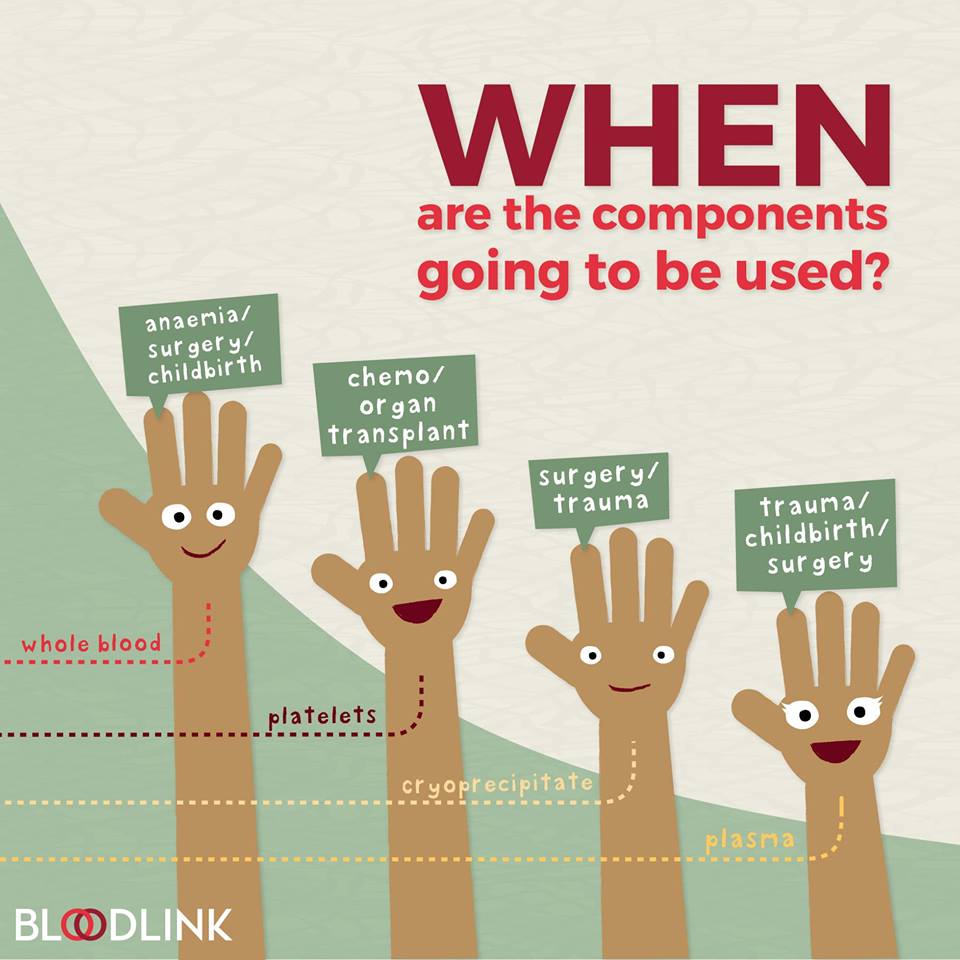 WHEN
are the components
going to be used?
anaemia/
surgery/
childbirth
chemo/
organ
transplant
surgery/
trauma
trauma/
childbirth/
surgery
whole blood
platelets
cryoprecipitate
plasma
BLOODLINK